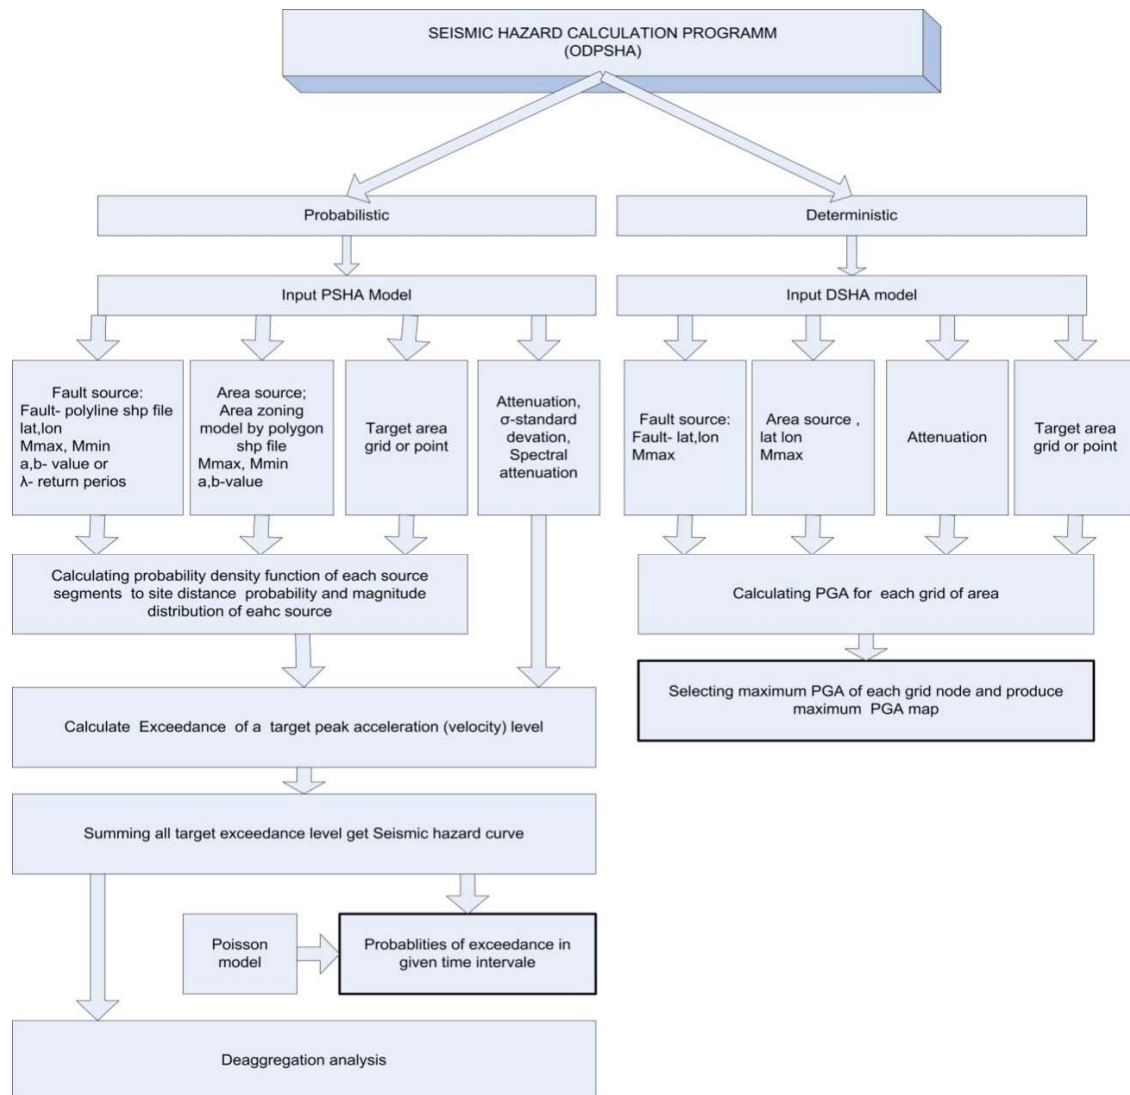 SEISMIC HAZARD CALCULATION PROGRAMM
(ODPSHA)
Probabilistic
Deterministic
Input PSHA Model
Input DSHA model
Fault source:
Fault- polyline shp file
lat,lon
Mmax, Mmin
a,b- value or
λ- return perios
Area source;
Area zoning
model by polygon
shp file
Mmax, Mmin
a,b-value
Target area
grid or point
Attenuation,
σ-standard
devation,
Spectral
attenuation
Fault source:
Fault- lat,lon
Mmax
Area source ,
lat lon
Mmax
Attenuation
Target area
grid or point
Calculating probability density function of each source
segments to site distance probability and magnitude
distribution of eahc source
Calculating PGA for each grid of area
Selecting maximum PGA of each grid node and produce
maximum PGA map
Calculate Exceedance of a target peak acceleration (velocity) level
Summing all target exceedance level get Seismic hazard curve
Poisson
model
Probablities of exceedance in
given time intervale
Deaggregation analysis